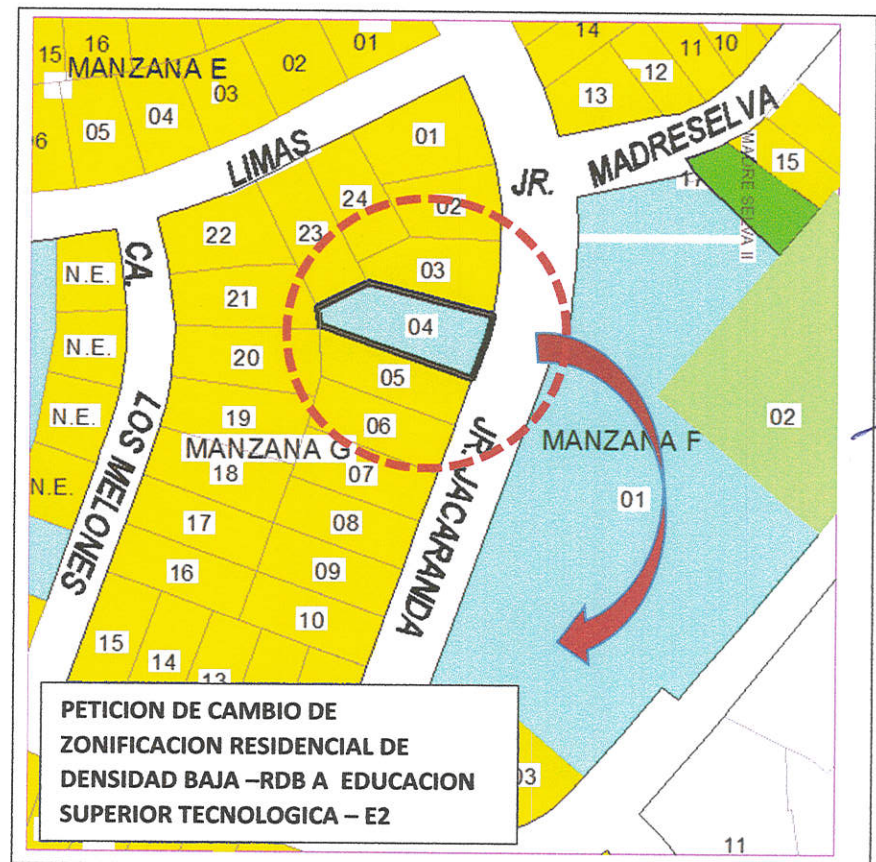 14
16
15
01
MANZANA E
02
11
10
03
12
04
13
05
01
MADRESELVA
LIMAS
JR.
MADRE SELVA II
15
24
17
02
22
23
CA.
N.E.
03
21
04
N.E.
20
05
02
N.E.
19
06
MANZANA G
MANZANA F
18
07
N.E.
LOS MELONES
JR. JACARANDA
01
17
08
16
09
10
15
14
13
03
11
PETICION DE CAMBIO DE
ZONIFICACION RESIDENCIAL DE
DENSIDAD BAJA –RDB A EDUCACION
SUPERIOR TECNOLOGICA – E2